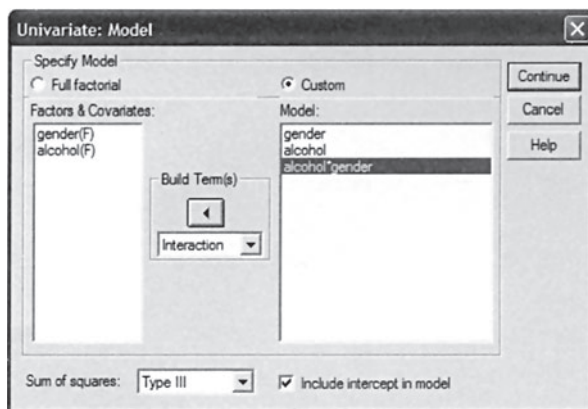 Univariate: Model
Specify Model
Full factorial
Custom
Continue
Cancel
Help
Factors & Covariates:
gender(F)
alcohol(F)
Build Term(s)
Interaction
Model:
gender
alcohol
alcohol*gender
Sum of squares: Type III
Include intercept in model